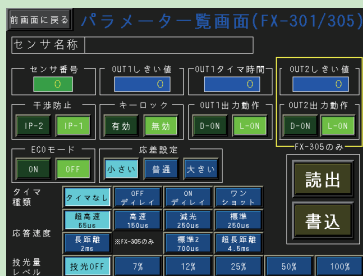 前画面に戻る
パラメーター覧画面(FX-301/305)
センサ名称
センサ番号 OUT1しきい値 OUT1タイマ時間 OUT2しきい値
0 0 0 0
干渉防止 キーロック OUT1出力動作 OUT2出力動作
IP-2 IP-1 有効 無効 D-ON L-ON D-ON L-ON
ECOモード 応差設定 FX-305のみ
ON OFF 小さい 普通 大きい
読出
タイマ種類
タイマなし OFFディレイ ONディレイ ワンショット
応答速度
超高速 65us 高速 150us 減光 250us 標準 250us
書込
長距離 2ms ※FX-305のみ 標準2 700us 超長距離 4.5ms
投光量レベル
投光OFF 7% 12% 25% 50% 100%